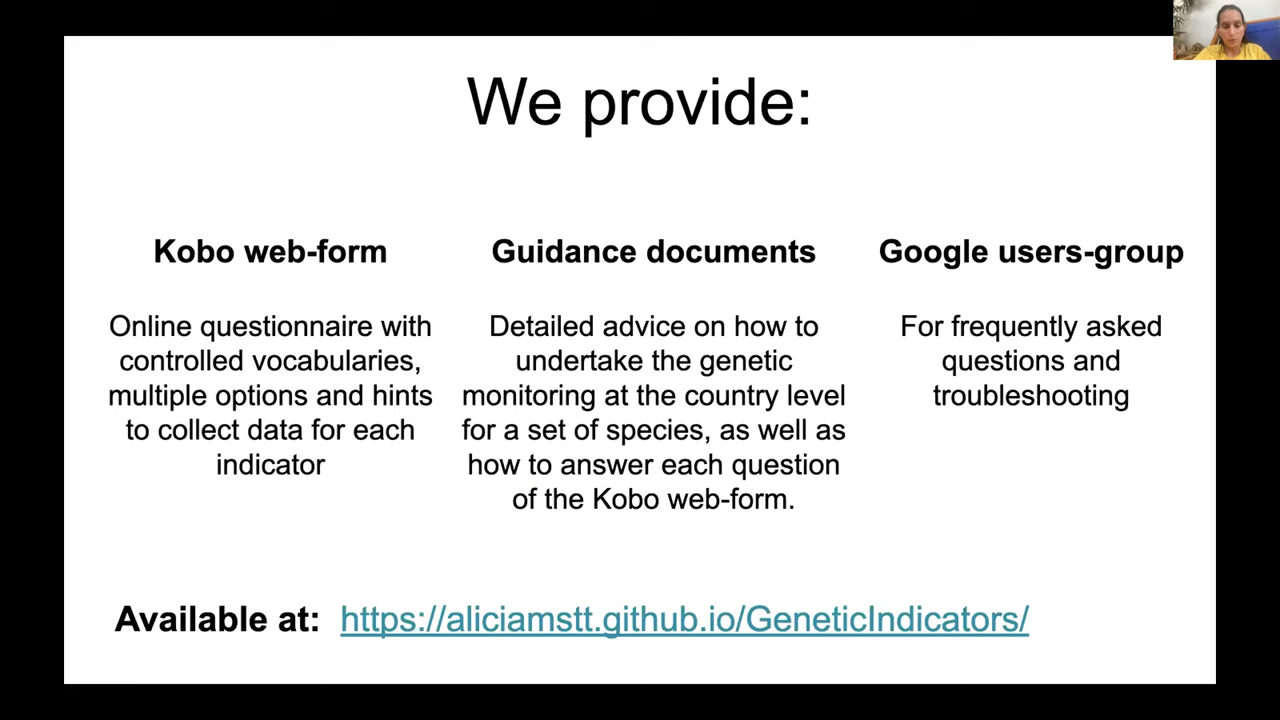 We provide:
Kobo web-form
Online questionnaire with
controlled vocabularies,
multiple options and hints
to collect data for each
indicator
Guidance documents
Detailed advice on how to
undertake the genetic
monitoring at the country level
for a set of species, as well as
how to answer each question
of the Kobo web-form.
Google users-group
For frequently asked
questions and
troubleshooting
Available at: https://aliciamstt.github.io/GeneticIndicators/